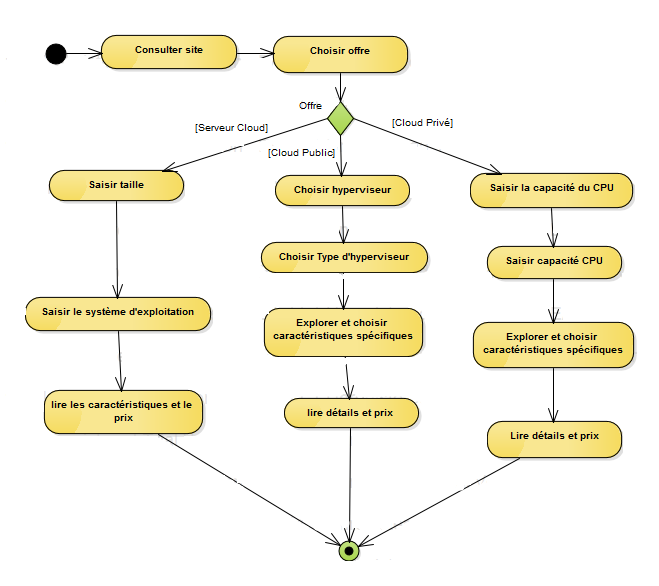 Consulter site
Choisir offre
Offre
[Serveur Cloud]
[Cloud Public]
[Cloud Privé]
Saisir taille
Choisir hyperviseur
Saisir la capacité du CPU
Choisir Type d'hyperviseur
Saisir capacité CPU
Saisir le système d'exploitation
Explorer et choisir
caractéristiques spécifiques
Explorer et choisir
caractéristiques spécifiques
lire les caractéristiques et le
prix
lire détails et prix
Lire détails et prix